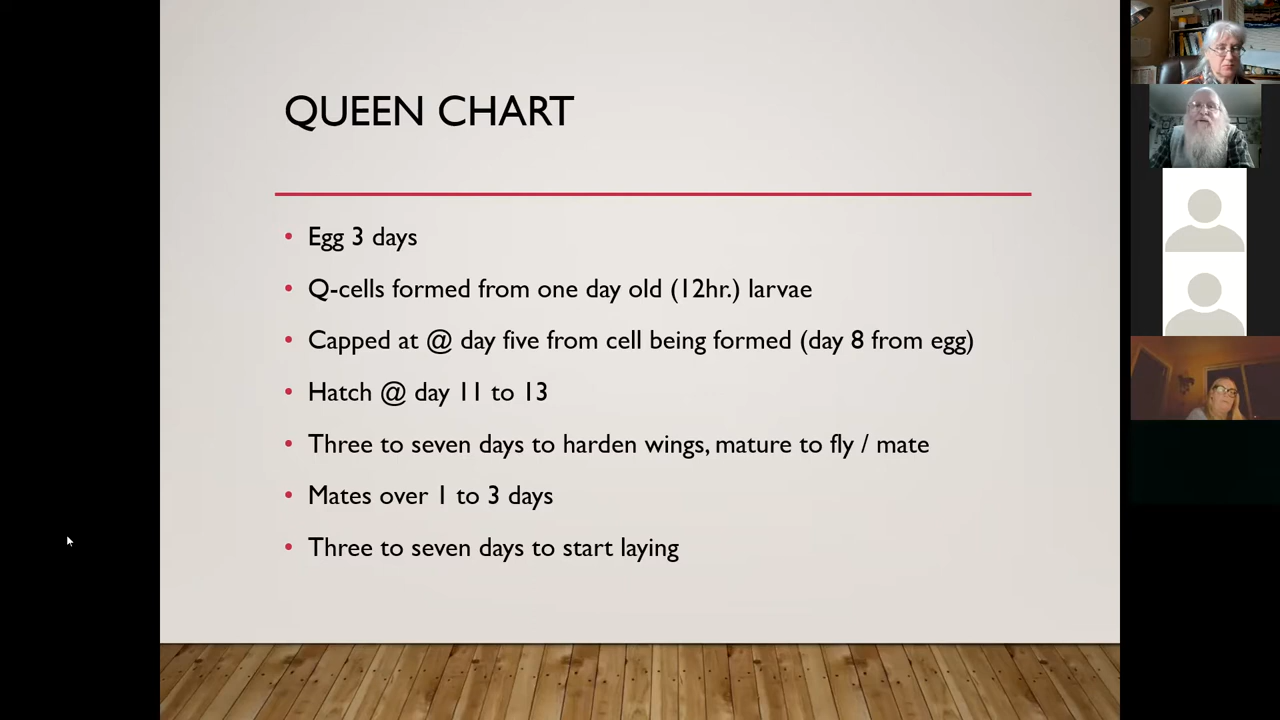 QUEEN CHART
• Egg 3 days
• Q-cells formed from one day old (12hr.) larvae
• Capped at @ day five from cell being formed (day 8 from egg)
• Hatch @ day 11 to 13
• Three to seven days to harden wings, mature to fly / mate
• Mates over 1 to 3 days
• Three to seven days to start laying